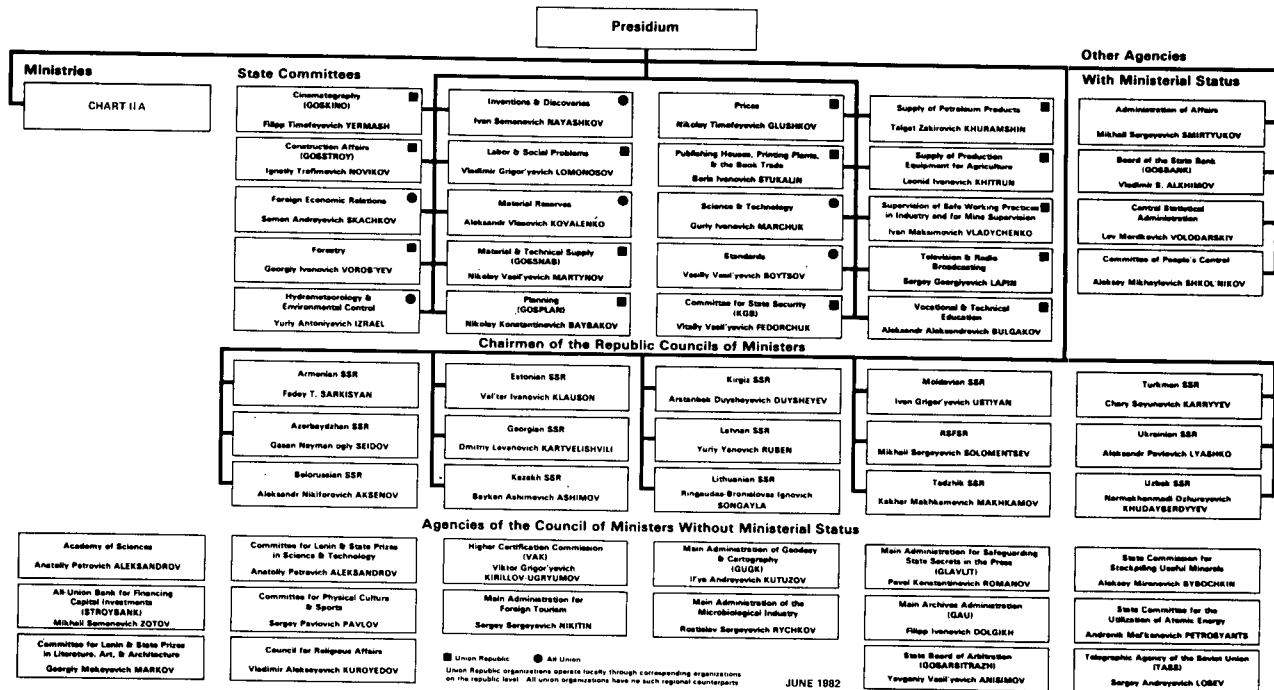 Presidium
Ministries
CHART II A
State Committees
Cinematography
(GOSKINO)
Filipp Timofeyevich YERMASH
Construction Affairs
(GOSSTROY)
Ignatiy Trofimovich NOVIKOV
Foreign Economic Relations
Semen Andreyevich SKACHKOV
Forestry
Georgiy Ivanovich VOROB'YEV
Hydrometeorology &
Environmental Control
Yuriy Antoniyevich IZRAEL
Inventions & Discoveries
Ivan Semenovich NAYASHKOV
Labor & Social Problems
Vladimir Grigor'yevich LOMONOSOV
Material Reserves
Aleksandr Vlasovich KOVALENKO
Material & Technical Supply
(GOSSNAB)
Nikolay Vasil'yevich MARTYNOV
Planning
(GOSPLAN)
Nikolay Konstantinovich BAYBAKOV
Prices
Nikolay Timofeyevich GLUSHKOV
Publishing Houses, Printing Plants,
& the Book Trade
Boris Ivanovich STUKALIN
Science & Technology
Guriy Ivanovich MARCHUK
Standards
Vasiliy Vasil'yevich BOYTSOV
Committee for State Security
(KGB)
Vitaliy Vasil'yevich FEDORCHUK
Supply of Petroleum Products
Talgat Zakirovich KHURAMSHIN
Supply of Production
Equipment for Agriculture
Leonid Ivanovich KHITRUN
Supervision of Safe Working Practices
in Industry and for Mine Supervision
Ivan Maksimovich VLADYCHENKO
Television & Radio
Broadcasting
Sergey Georgiyevich LAPIN
Vocational & Technical
Education
Aleksandr Aleksandrovich BULGAKOV
Other Agencies
With Ministerial Status
Administration of Affairs
Mikhail Sergeyevich SMIRTYUKOV
Board of the State Bank
(GOSBANK)
Vladimir S. ALKHIMOV
Central Statistical
Administration
Lev Mordkovich VOLODARSKIY
Committee of People's Control
Aleksey Mikhaylovich SHKOL'NIKOV
Chairmen of the Republic Councils of Ministers
Armenian SSR
Fadey T. SARKISYAN
Azerbaydzhan SSR
Gasan Neyman ogly SEIDOV
Belorussian SSR
Aleksandr Nikiforovich AKSENOV
Estonian SSR
Val'ter Ivanovich KLAUSON
Georgian SSR
Dmitriy Levanovich KARTVELISHVILI
Kazakh SSR
Bayken Ashimovich ASHIMOV
Kirgiz SSR
Arstanbek Duysheyevich DUYSHEYEV
Latvian SSR
Yuriy Yanovich RUBEN
Lithuanian SSR
Ringaudas-Bronislovas Ignovich
SONGAYLA
Moldavian SSR
Ivan Grigor'yevich USTIYAN
RSFSR
Mikhail Sergeyevich SOLOMENTSEV
Tadzhik SSR
Kakhar Makhkamovich MAKHKAMOV
Turkmen SSR
Chary Soyunovich KARRYYEV
Ukrainian SSR
Aleksandr Pavlovich LYASHKO
Uzbek SSR
Narmakhonmadi Dzhurayevich
KHUDAYBERDYYEV
Agencies of the Council of Ministers Without Ministerial Status
Academy of Sciences
Anatoliy Petrovich ALEKSANDROV
All-Union Bank for Financing
Capital Investments
(STROYBANK)
Mikhail Semenovich ZOTOV
Committee for Lenin & State Prizes
in Literature, Art, & Architecture
Georgiy Mokeyevich MARKOV
Committee for Lenin & State Prizes
in Science & Technology
Anatoliy Petrovich ALEKSANDROV
Committee for Physical Culture
& Sports
Sergey Pavlovich PAVLOV
Council for Religious Affairs
Vladimir Alekseyevich KUROYEDOV
Higher Certification Commission
(VAK)
Viktor Grigor'yevich
KIRILLOV-UGRYUMOV
Main Administration for
Foreign Tourism
Sergey Sergeyevich NIKITIN
Main Administration of Geodesy
& Cartography
(GUGK)
Il'ya Andreyevich KUTUZOV
Main Administration of the
Microbiological Industry
Rostislav Sergeyevich RYCHKOV
Main Administration for Safeguarding
State Secrets in the Press
(GLAVLIT)
Pavel Konstantinovich ROMANOV
Main Archives Administration
(GAU)
Filipp Ivanovich DOLGIKH
State Board of Arbitration
(GOSARBITRAZH)
Yevgeniy Vasil'yevich ANISIMOV
State Commission for
Stockpiling Useful Minerals
Aleksey Mironovich BYBOCHKIN
State Committee for the
Utilization of Atomic Energy
Andronik Mel'konovich PETROSYANTS
Telegraphic Agency of the Soviet Union
(TASS)
Sergey Andreyevich LOSEV
Union Republic All Union
Union Republic organizations operate locally through corresponding organizations
on the republic level All union organizations have no such regional counterparts
JUNE 1982